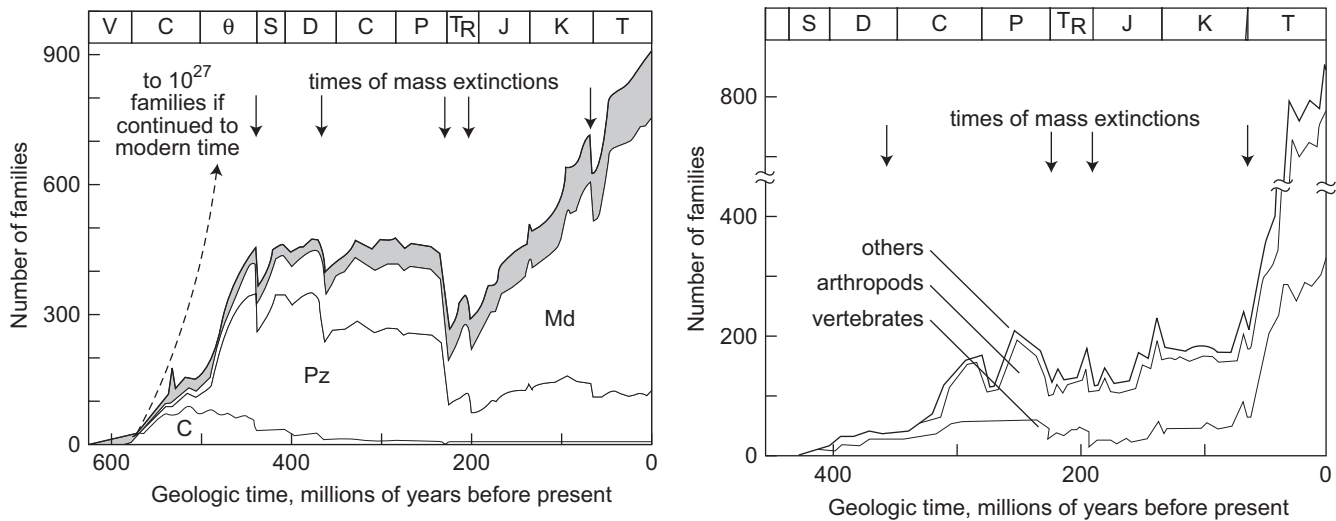 V C θ S D C P TR J K T
900
600
300
0
Number of families
to 10²⁷
families if
continued to
modern time
times of mass extinctions
Md
Pz
C
600 400 200 0
Geologic time, millions of years before present
S D C P TR J K T
800
400
200
0
Number of families
times of mass extinctions
others
arthropods
vertebrates
400 200 0
Geologic time, millions of years before present